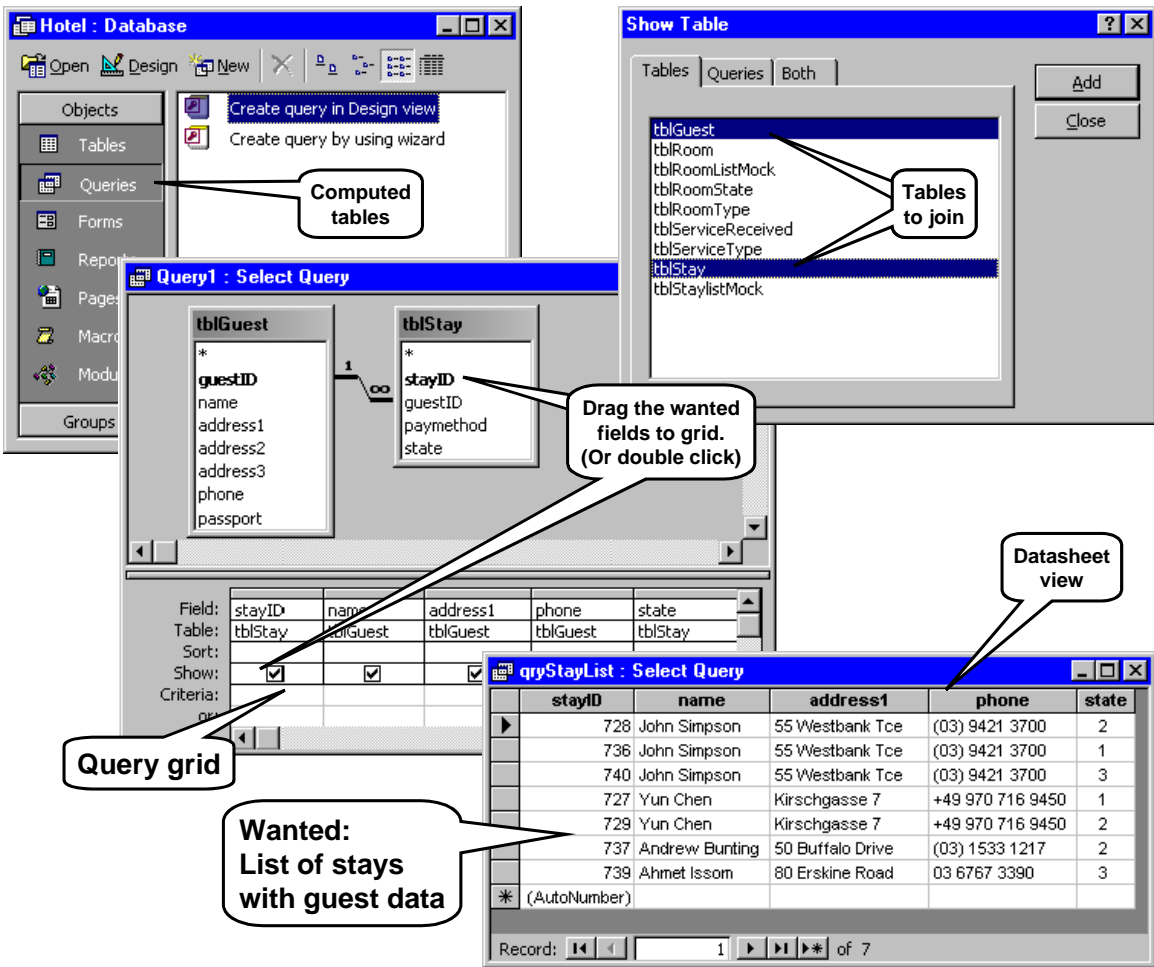 Hotel : Database
Open Design New
Objects
Tables
Queries
Forms
Reports
Pages
Macro
Modu
Groups
Create query in Design view
Create query by using wizard
Computed
tables
Show Table
Tables Queries Both
Add
Close
tblGuest
tblRoom
tblRoomListMock
tblRoomState
tblRoomType
tblServiceReceived
tblServiceType
tblStay
tblStaylistMock
Tables
to join
Query1 : Select Query
tblGuest
*
guestID
name
address1
address2
address3
phone
passport
1 ∞
tblStay
*
stayID
guestID
paymethod
state
Drag the wanted
fields to grid.
(Or double click)
Field: stayID name address1 phone state
Table: tblStay tblGuest tblGuest tblGuest tblStay
Sort:
Show:
Criteria:
or:
Query grid
Datasheet
view
Wanted:
List of stays
with guest data
qryStayList : Select Query
stayID name address1 phone state
728 John Simpson 55 Westbank Tce (03) 9421 3700 2
736 John Simpson 55 Westbank Tce (03) 9421 3700 1
740 John Simpson 55 Westbank Tce (03) 9421 3700 3
727 Yun Chen Kirschgasse 7 +49 970 716 9450 1
729 Yun Chen Kirschgasse 7 +49 970 716 9450 2
737 Andrew Bunting 50 Buffalo Drive (03) 1533 1217 2
739 Ahmet Issom 80 Erskine Road 03 6767 3390 3
* (AutoNumber)
Record: 1 of 7